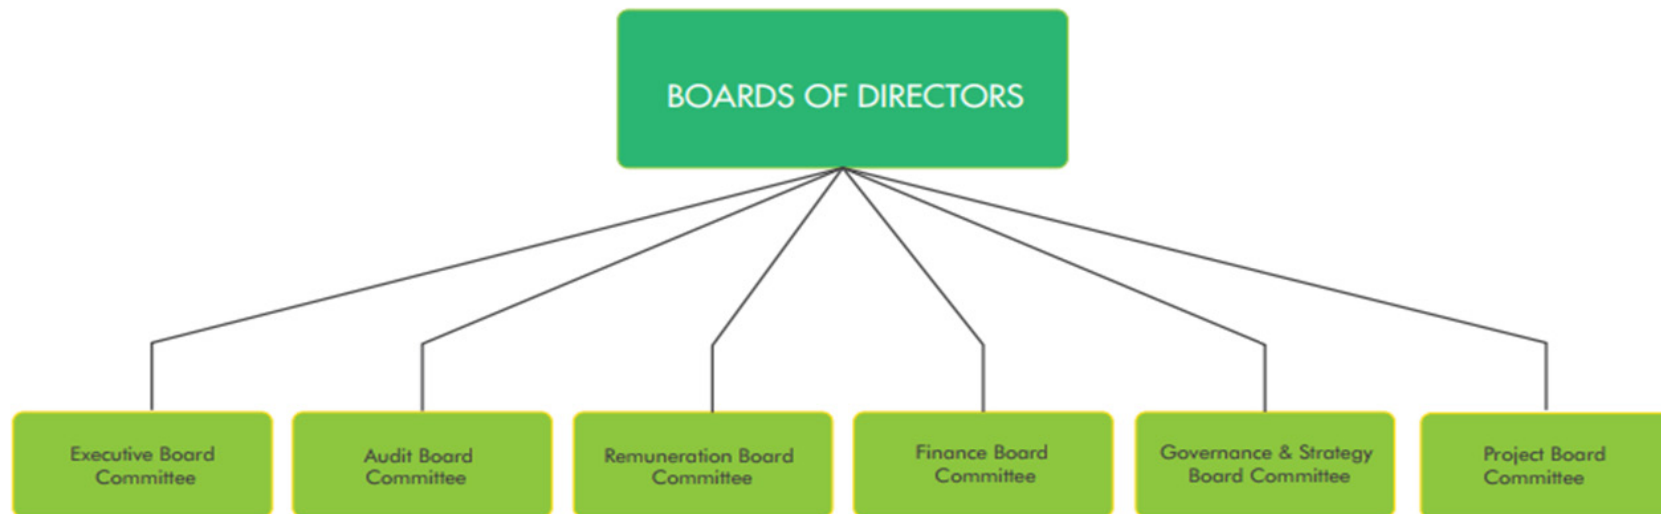 BOARDS OF DIRECTORS
Executive Board
Committee
Audit Board
Committee
Remuneration Board
Committee
Finance Board
Committee
Governance & Strategy
Board Committee
Project Board
Committee